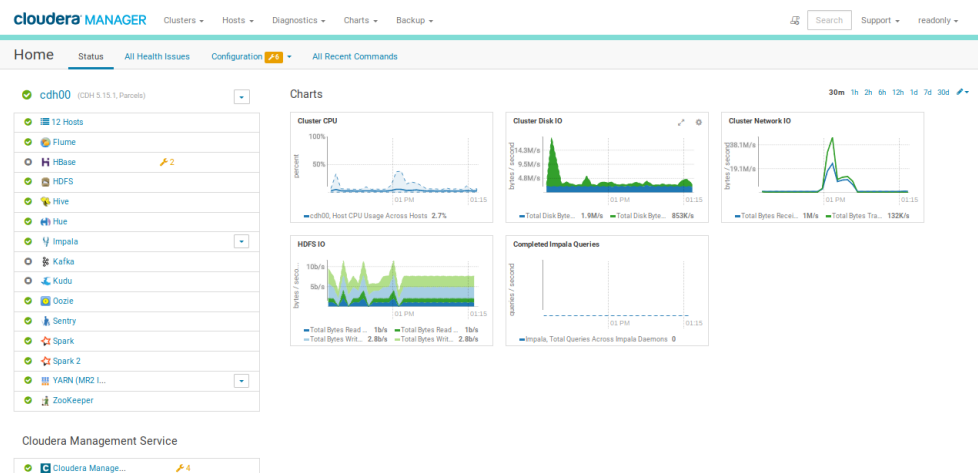 cloudera MANAGER Clusters Hosts Diagnostics Charts Backup Search Support readonly
Home Status All Health Issues Configuration 6 All Recent Commands
cdh00 (CDH 5.15.1, Parcels)
12 Hosts
Flume
HBase 2
HDFS
Hive
Hue
Impala
Kafka
Kudu
Oozie
Sentry
Spark
Spark 2
YARN (MR2 I...
ZooKeeper
Cloudera Management Service
Cloudera Manage... 4
Charts 30m 1h 2h 6h 12h 1d 7d 30d
Cluster CPU
percent
100%
50%
01 PM 01:15
cdh00, Host CPU Usage Across Hosts 2.7%
Cluster Disk IO
bytes / second
14.3M/s
9.5M/s
4.8M/s
01 PM 01:15
Total Disk Byte... 1.9M/s Total Disk Byte... 853K/s
Cluster Network IO
bytes / second
38.1M/s
19.1M/s
01 PM 01:15
Total Bytes Recei... 1M/s Total Bytes Tra... 132K/s
HDFS IO
bytes / seco...
10b/s
5b/s
01 PM 01:15
Total Bytes Read ... 1b/s Total Bytes Read ... 1b/s
Total Bytes Writ... 2.8b/s Total Bytes Writ... 2.8b/s
Completed Impala Queries
queries / second
01 PM 01:15
Impala, Total Queries Across Impala Daemons 0